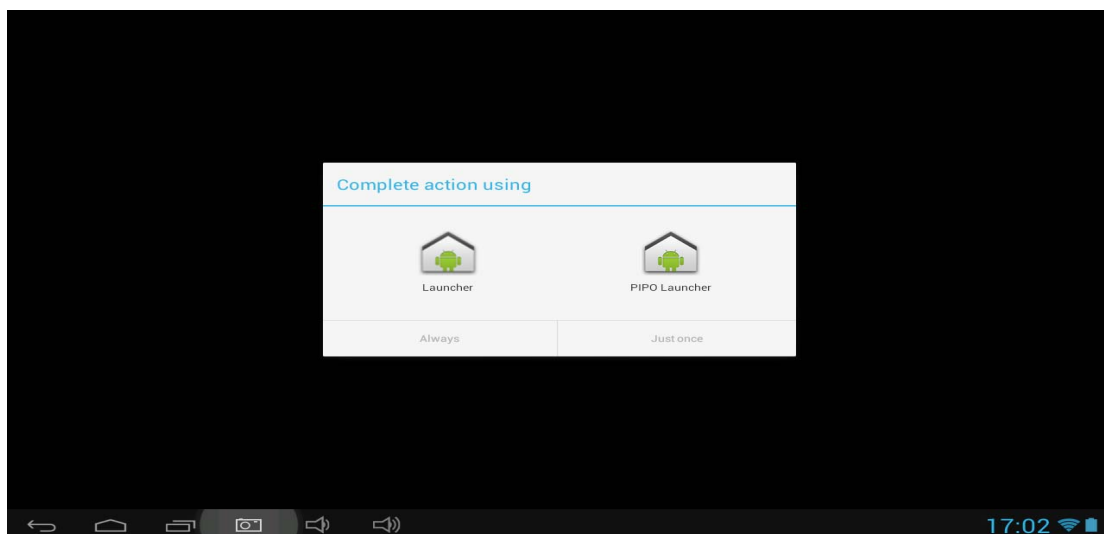 Complete action using
Launcher
PIPO Launcher
Always
Just once
17:02